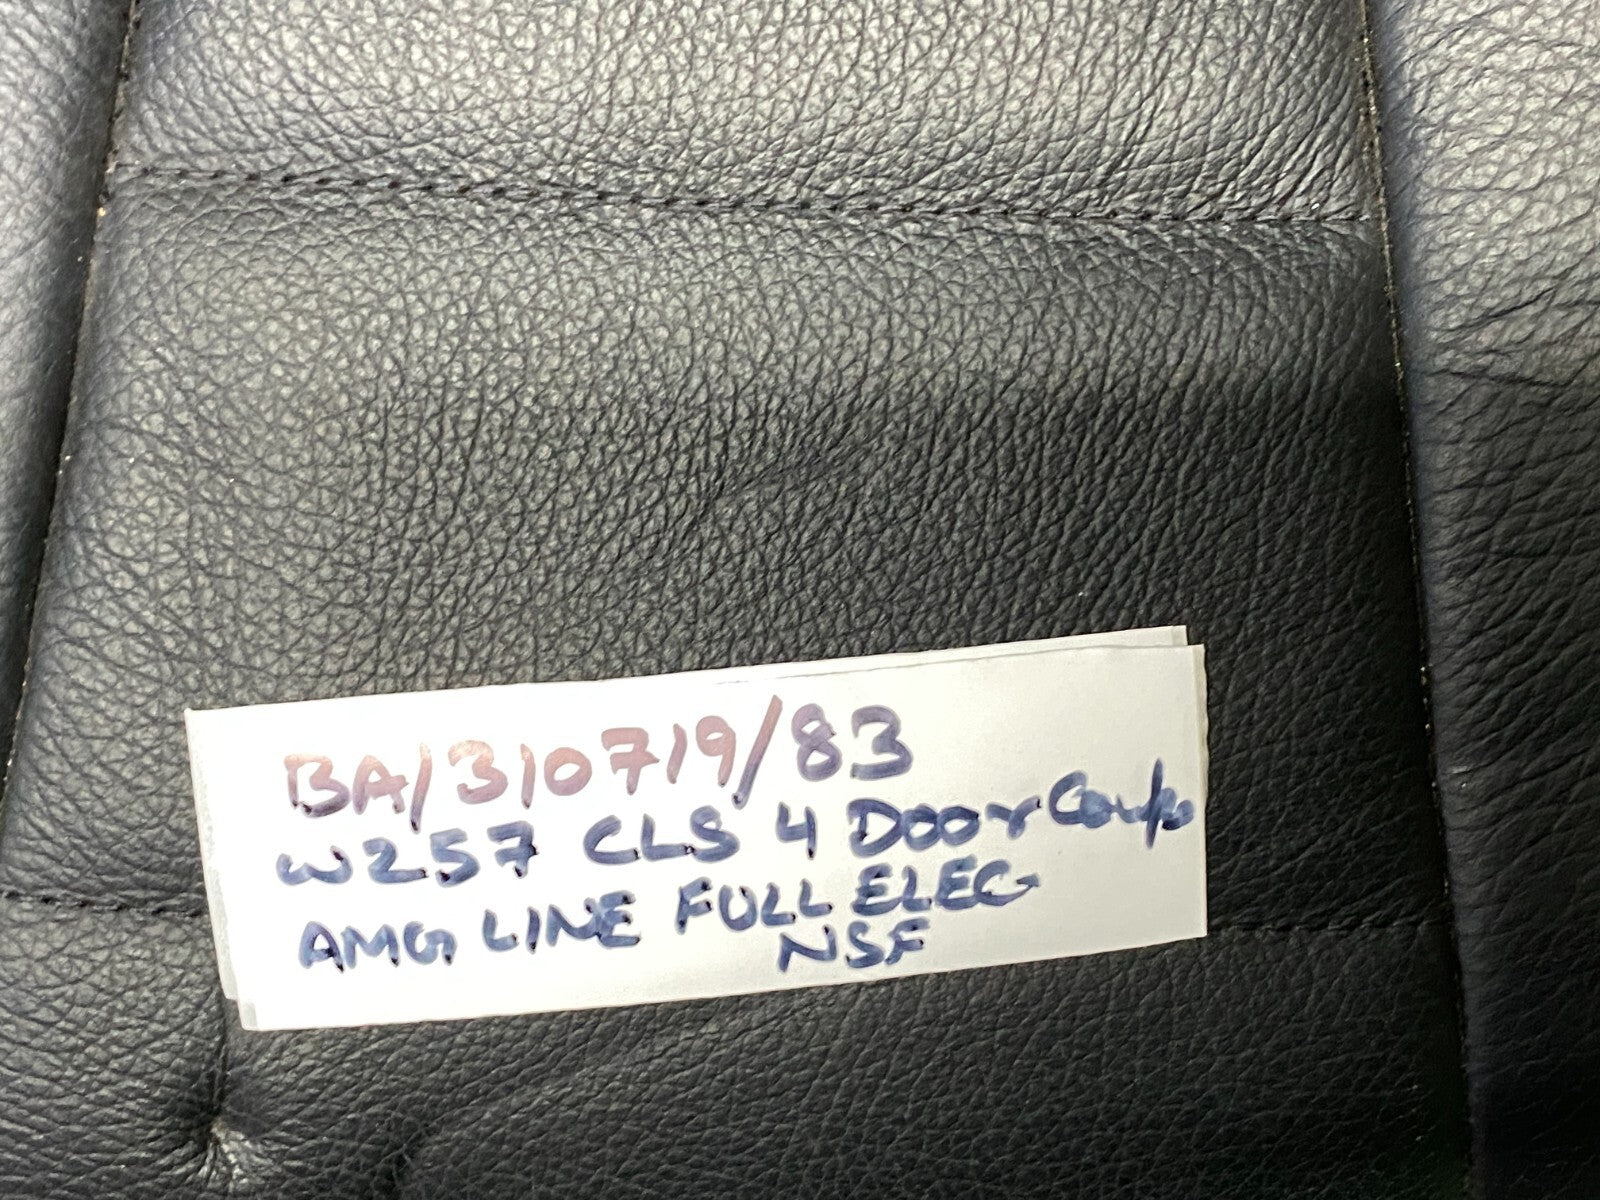 BA/310719/83
W257 CLS 4 Door Coupe
AMG LINE FULL ELEC
NSF